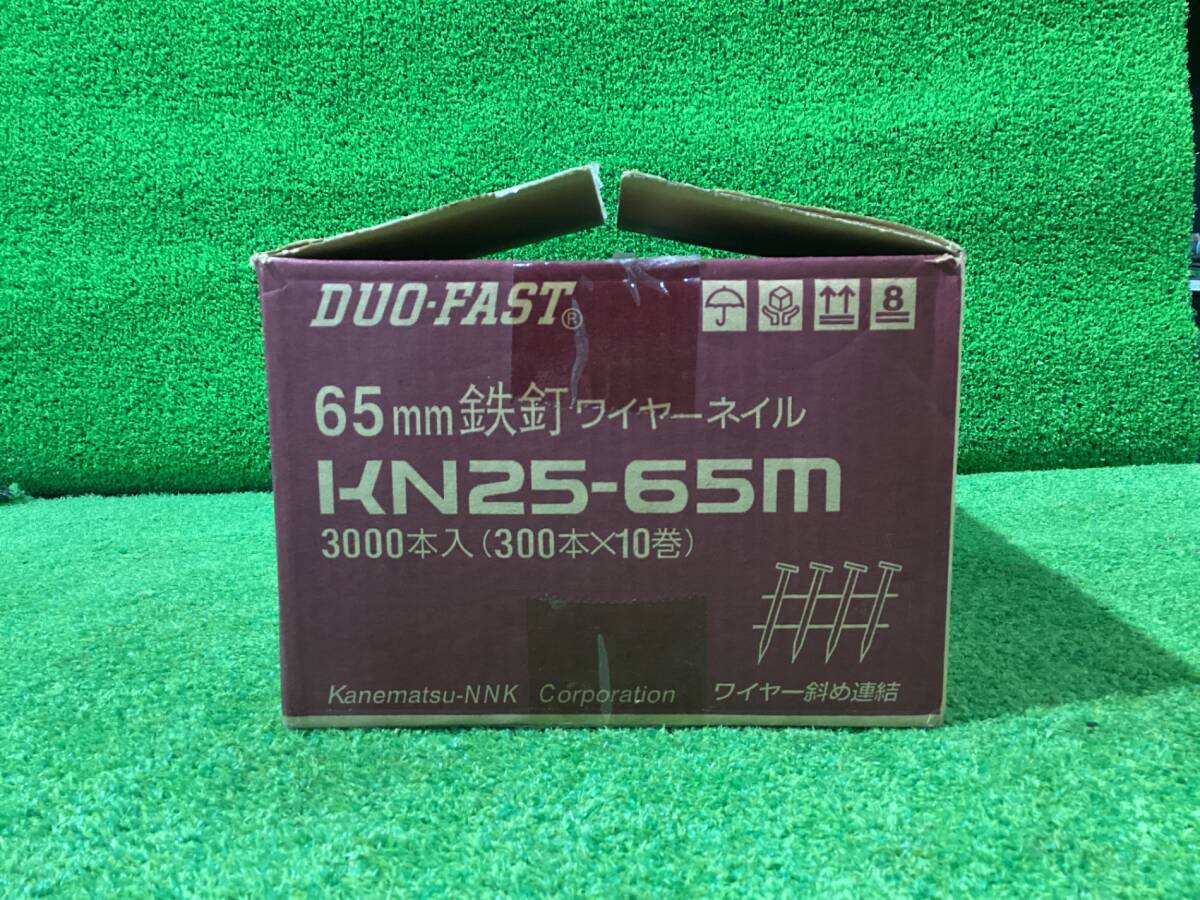 DUO-FAST®
8
65mm鉄釘ワイヤーネイル
KN25-65M
3000本入(300本×10巻)
Kanematsu-NNK Corporation
ワイヤー斜め連結